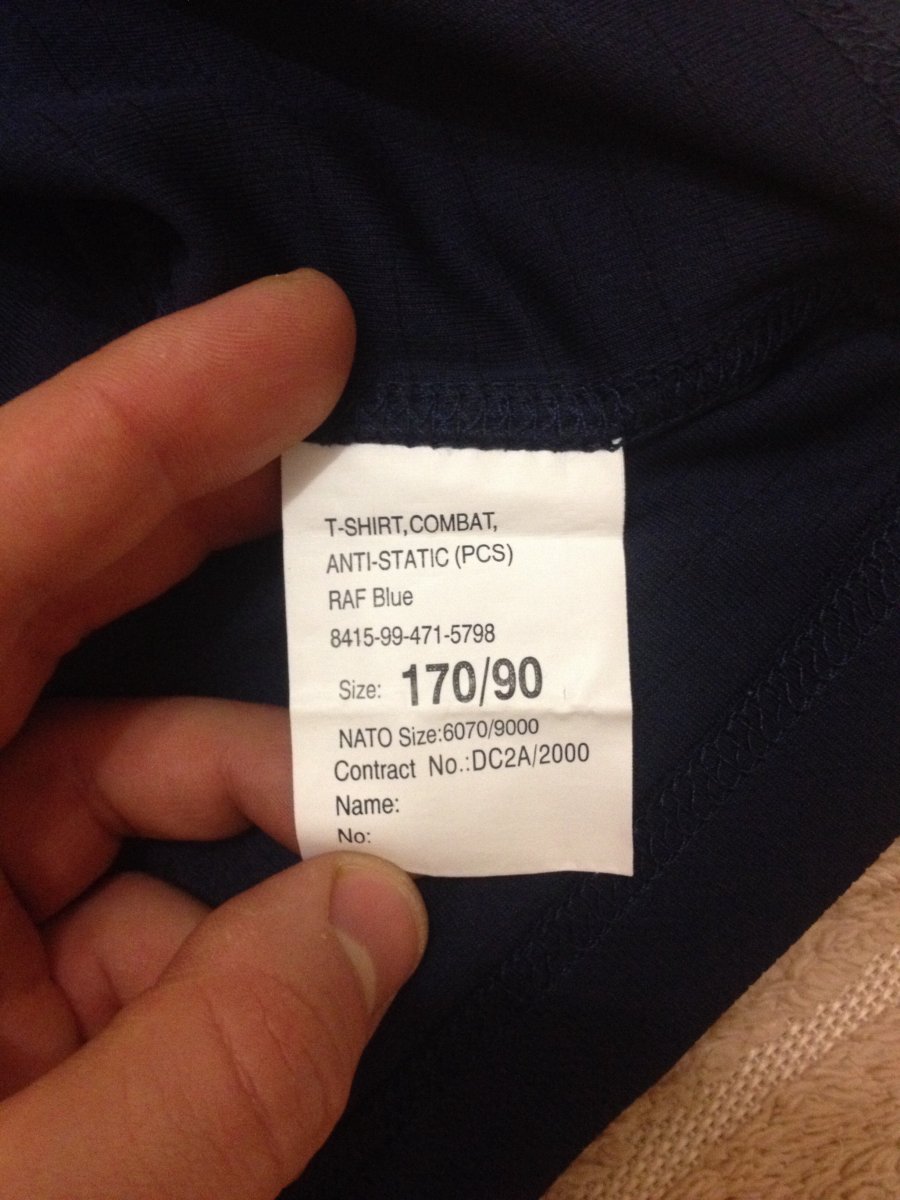 T-SHIRT,COMBAT,
ANTI-STATIC (PCS)
RAF Blue
8415-99-471-5798
Size: 170/90
NATO Size:6070/9000
Contract No.:DC2A/2000
Name:
No: